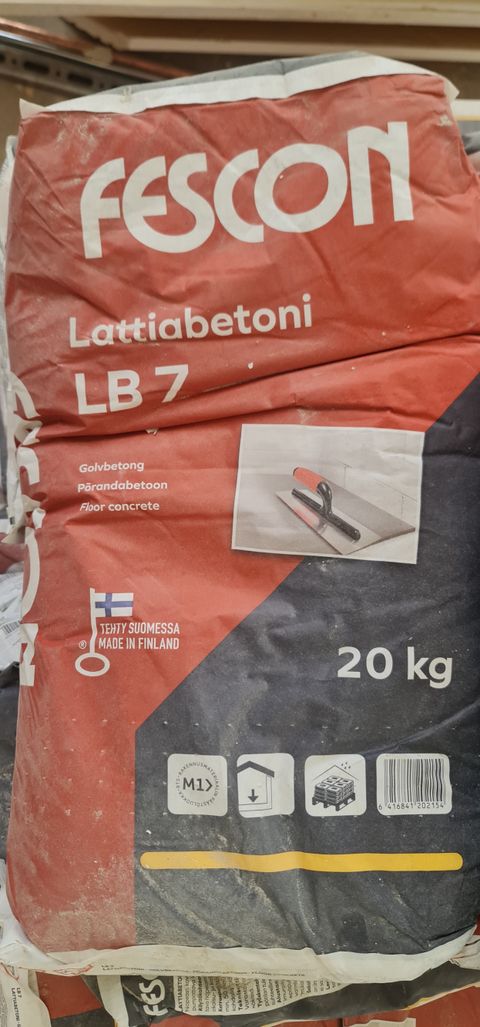 FESCON
Lattiabetoni
LB 7
Golvbetong
Põrandabetoon
Floor concrete
TEHTY SUOMESSA
® MADE IN FINLAND
20 kg
M1
6 416841 202154